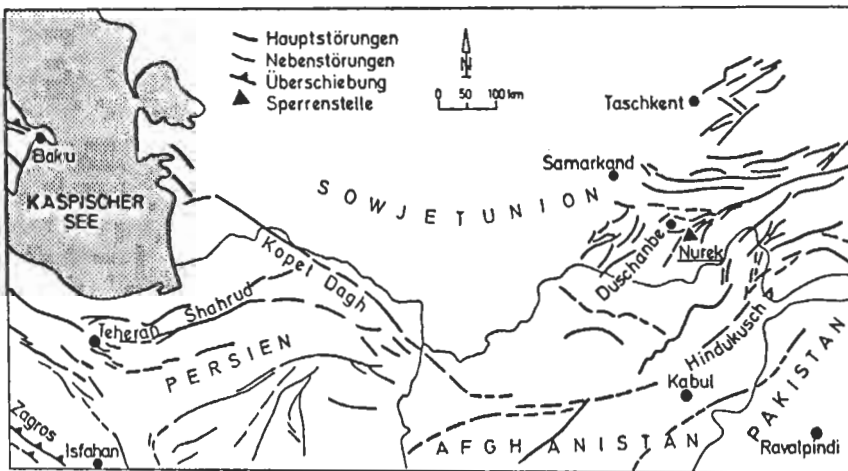 Hauptstörungen
Nebenstörungen
Überschiebung
Sperrenstelle
N
0 50 100 km
Taschkent
Baku
Samarkand
KASPISCHER
SEE
SOWJETUNION
Duschanbe
Nurek
Kopet Dagh
Shahrud
Teheran
PERSIEN
Hindukusch
Kabul
PAKISTAN
Zagros
Isfahan
AFGHANISTAN
Ravalpindi